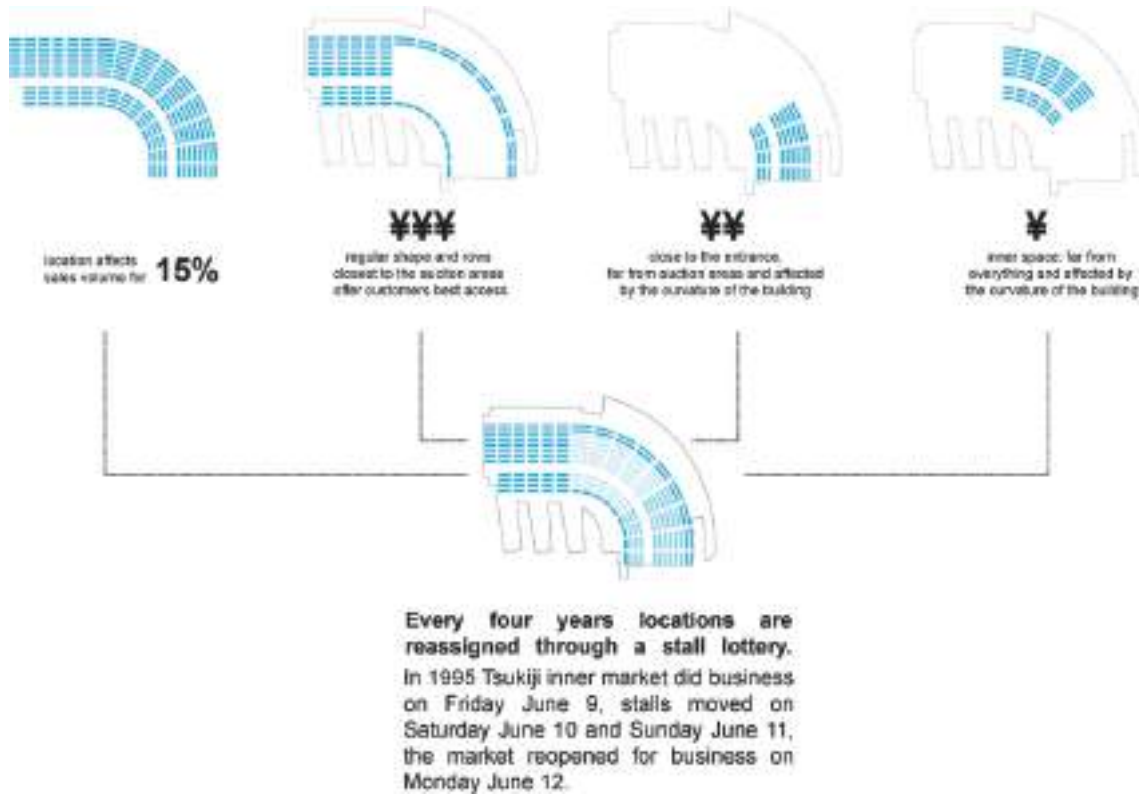 location affects
sales volume for 15%
¥¥¥
regular shape and rows
closest to the auction areas
offer customers best access
¥¥
close to the entrance,
far from auction areas and affected
by the curvature of the building
¥
inner space: far from
everything and affected by
the curvature of the building
Every four years locations are
reassigned through a stall lottery.
In 1995 Tsukiji inner market did business
on Friday June 9, stalls moved on
Saturday June 10 and Sunday June 11,
the market reopened for business on
Monday June 12.